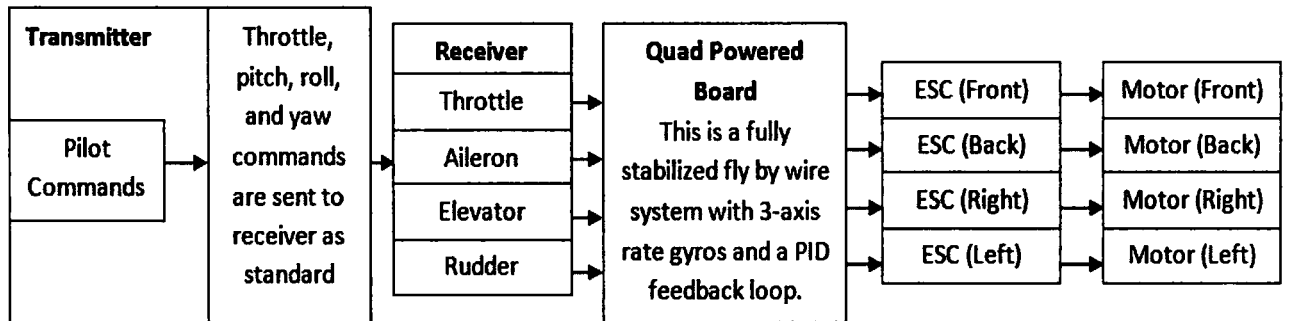 Transmitter
Pilot
Commands
Throttle,
pitch, roll,
and yaw
commands
are sent to
receiver as
standard
Receiver
Throttle
Aileron
Elevator
Rudder
Quad Powered
Board
This is a fully
stabilized fly by wire
system with 3-axis
rate gyros and a PID
feedback loop.
ESC (Front)
ESC (Back)
ESC (Right)
ESC (Left)
Motor (Front)
Motor (Back)
Motor (Right)
Motor (Left)